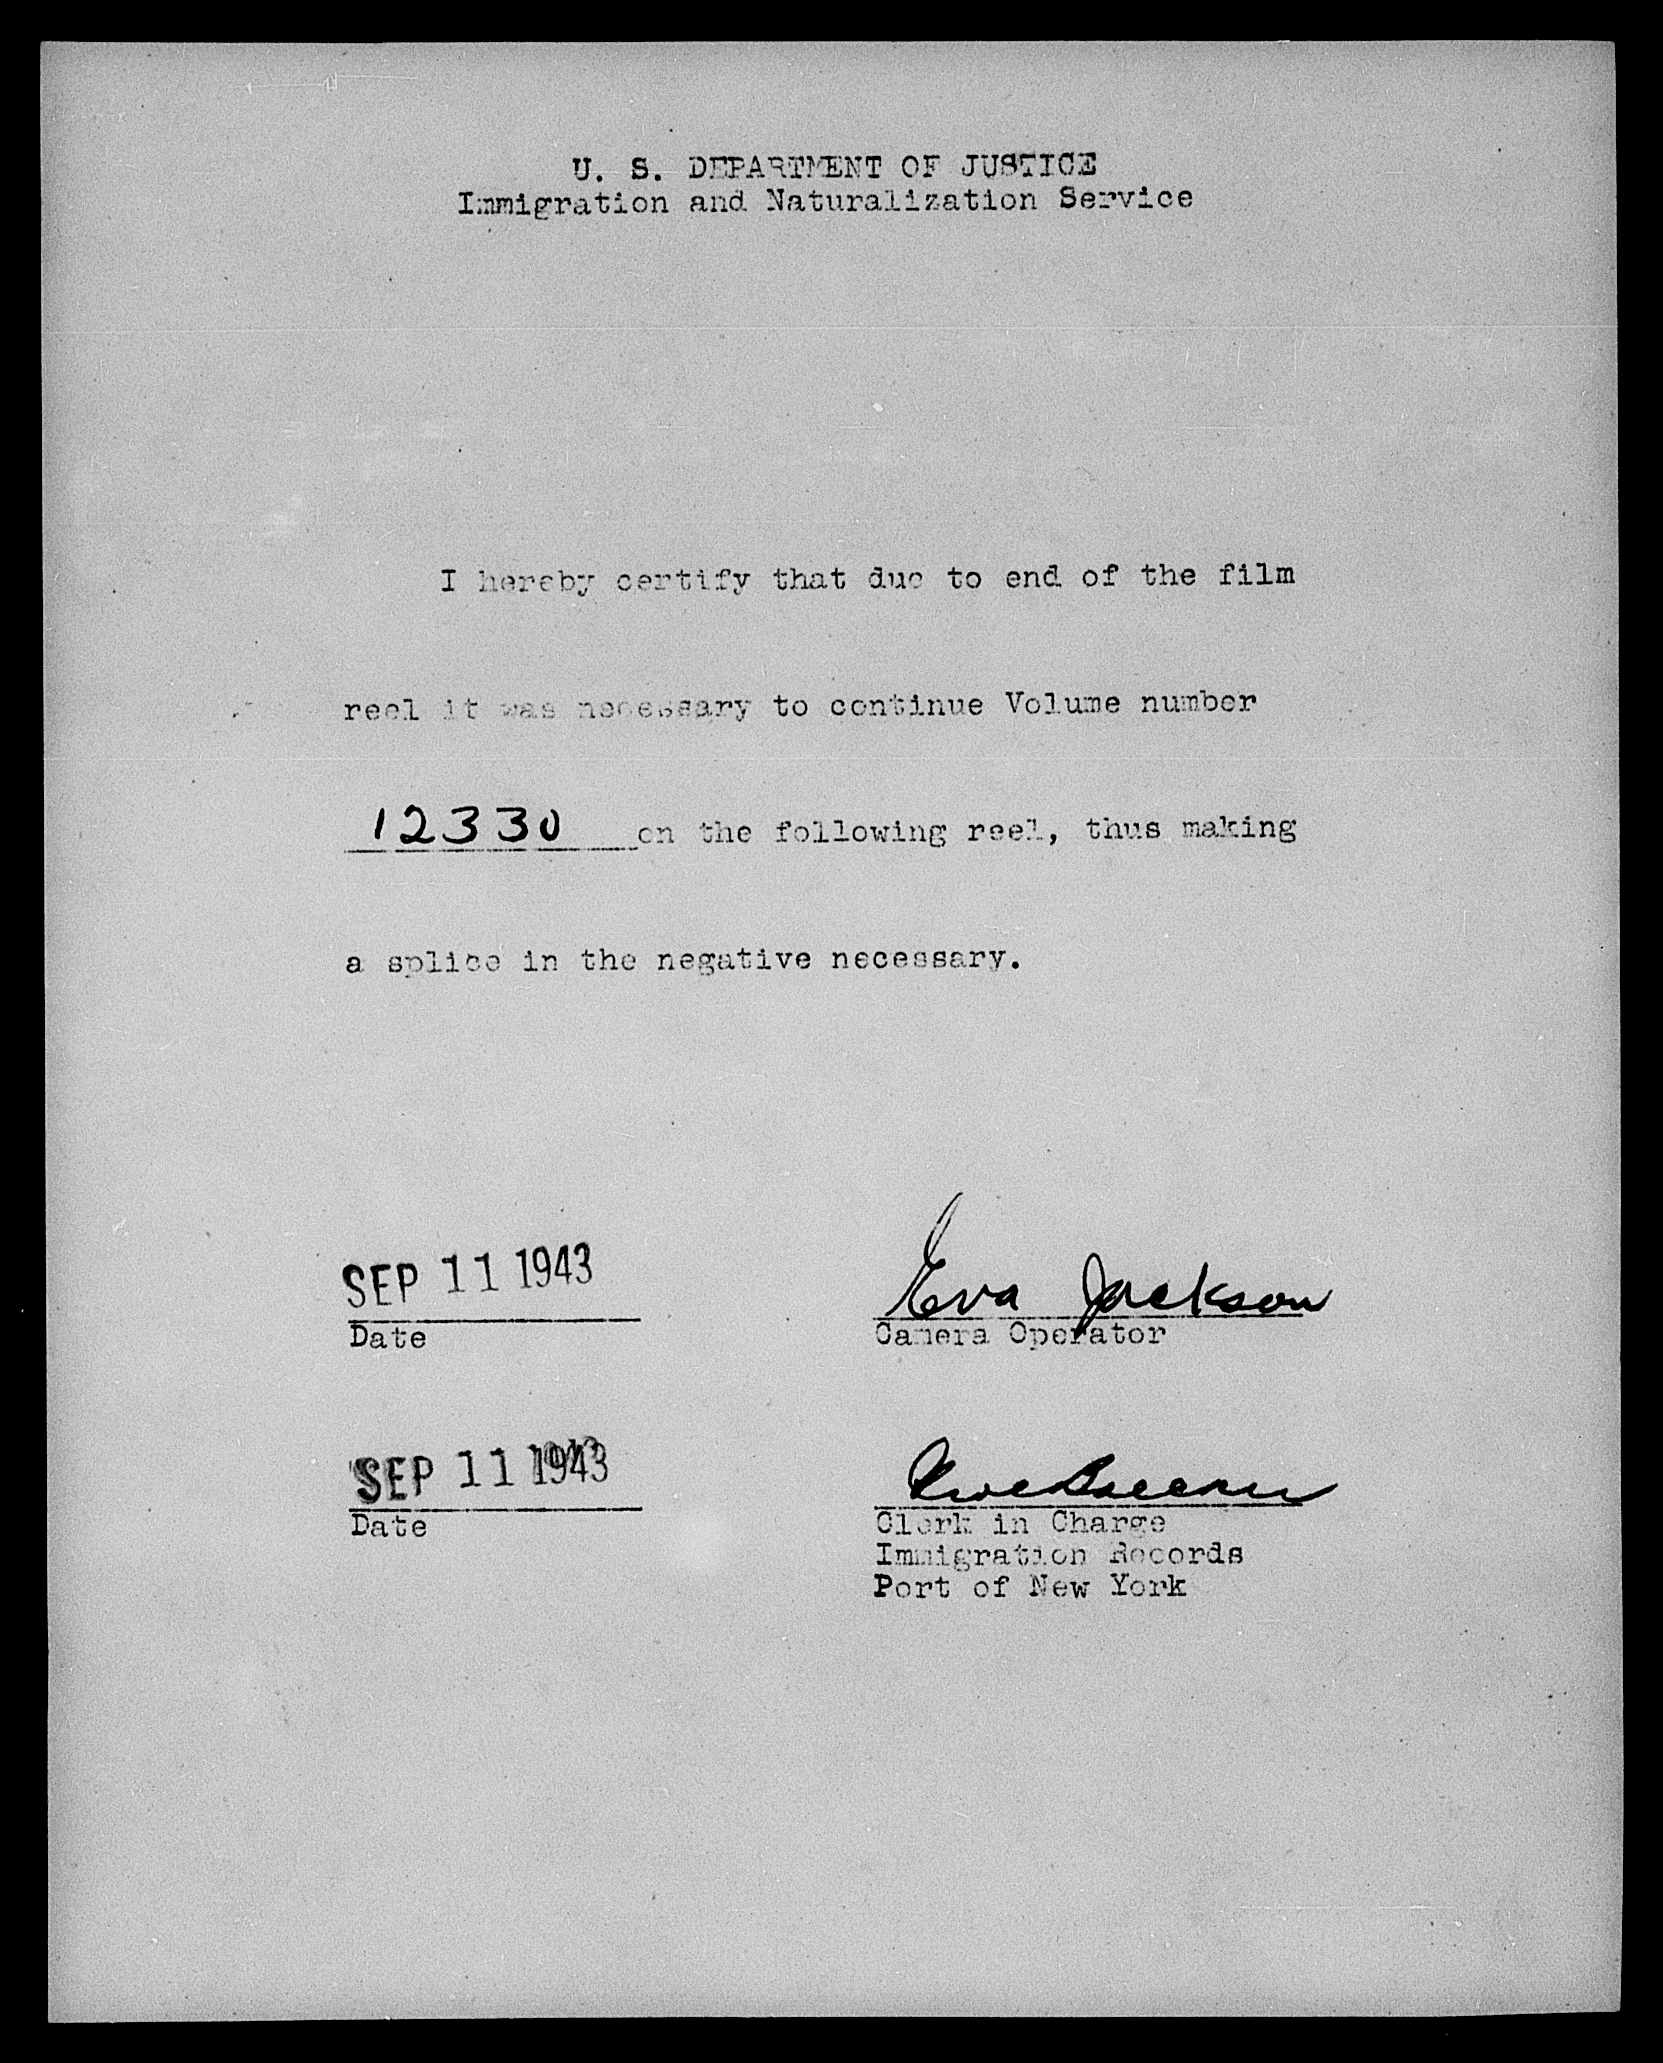 U. S. DEPARTMENT OF JUSTICE
Immigration and Naturalization Service
I hereby certify that due to end of the film
reel it was necessary to continue Volume number
12330 on the following reel, thus making
a splice in the negative necessary.
SEP 11 1943
Date
Eva Jackson
Camera Operator
SEP 11 1943
Date
Clerk in Charge
Immigration Records
Port of New York